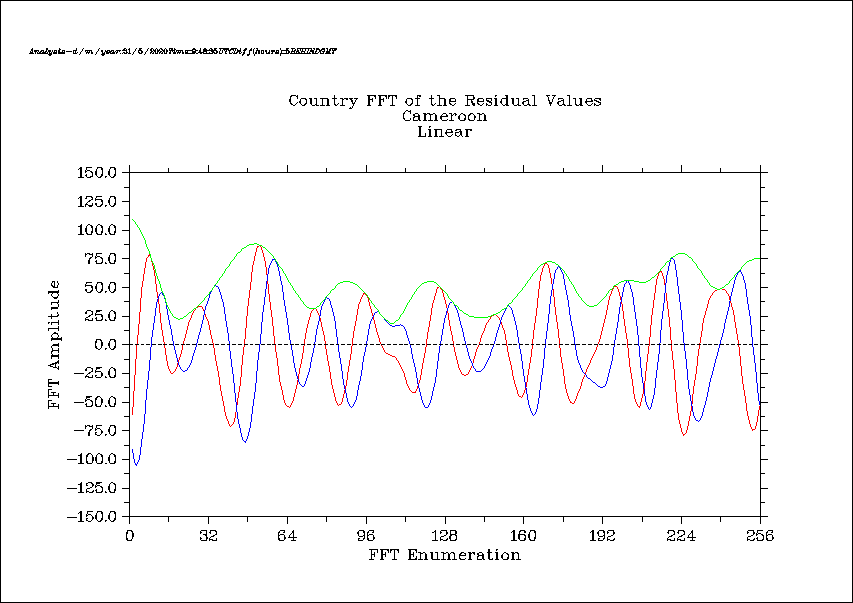 Country FFT of the Residual Values
Cameroon
Linear
150.0
125.0
100.0
75.0
50.0
25.0
0.0
-25.0
-50.0
-75.0
-100.0
-125.0
-150.0
FFT Amplitude
0 32 64 96 128 160 192 224 256
FFT Enumeration